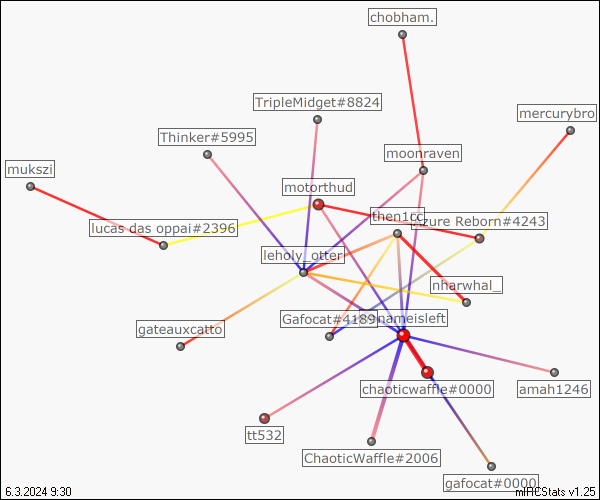 chobham.
TripleMidget#8824
mercurybro
Thinker#5995
moonraven
mukszi
motorthud
then1cc
Azure Reborn#4243
lucas das oppai#2396
leholy_otter
nharwhal_
Gafocat#4189
nameisleft
gateauxcatto
chaoticwaffle#0000
amah1246
tt532
ChaoticWaffle#2006
gafocat#0000
6.3.2024 9:30
mIRCStats v1.25